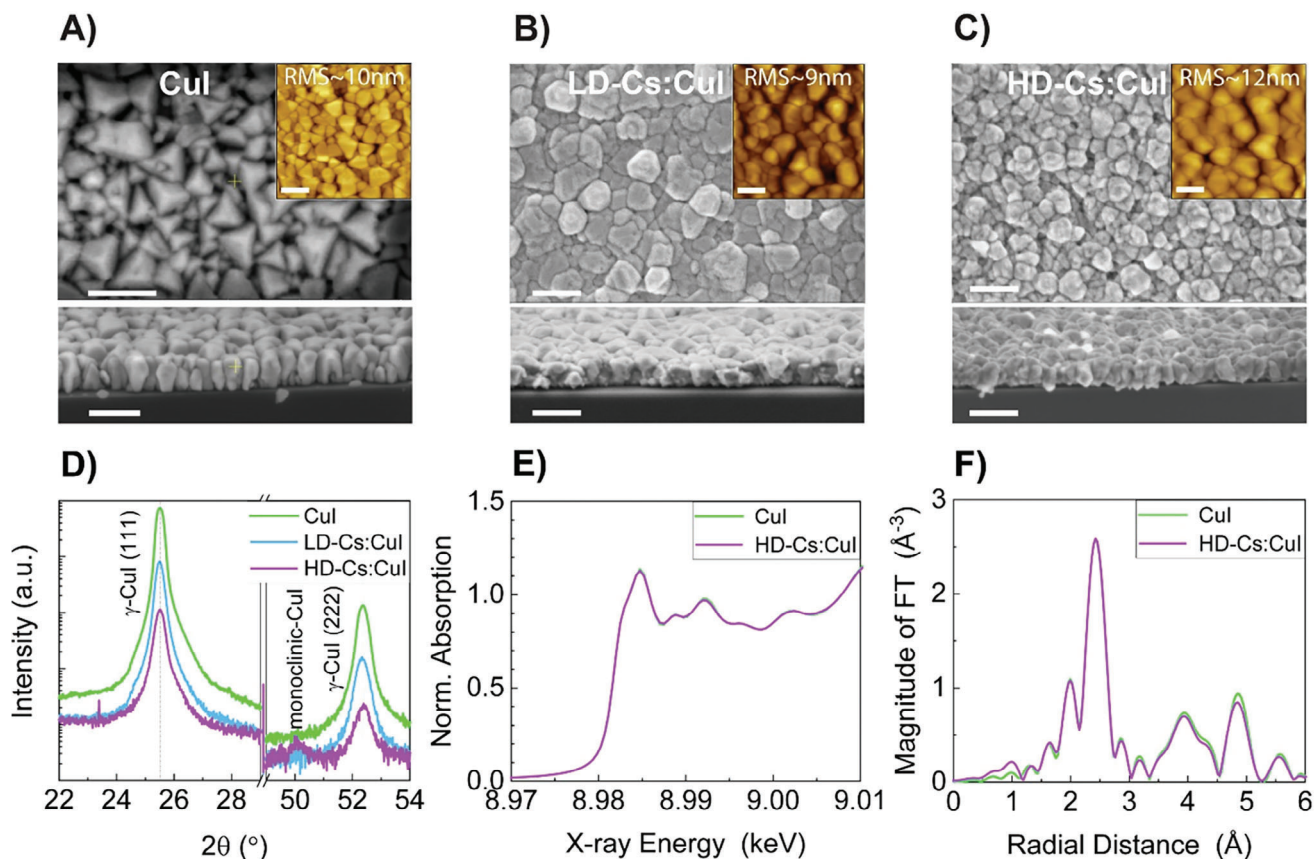 A)
CuI
RMS~10nm
B)
LD-Cs:CuI
RMS~9nm
C)
HD-Cs:CuI
RMS~12nm
D)
Intensity (a.u.)
γ-CuI (111)
monoclinic-CuI
γ-CuI (222)
CuI
LD-Cs:CuI
HD-Cs:CuI
22 24 26 28 50 52 54
2θ (°)
E)
Norm. Absorption
1.5
1.0
0.5
0.0
CuI
HD-Cs:CuI
8.97 8.98 8.99 9.00 9.01
X-ray Energy (keV)
F)
Magnitude of FT (Å⁻³)
3
2
1
0
CuI
HD-Cs:CuI
0 1 2 3 4 5 6
Radial Distance (Å)